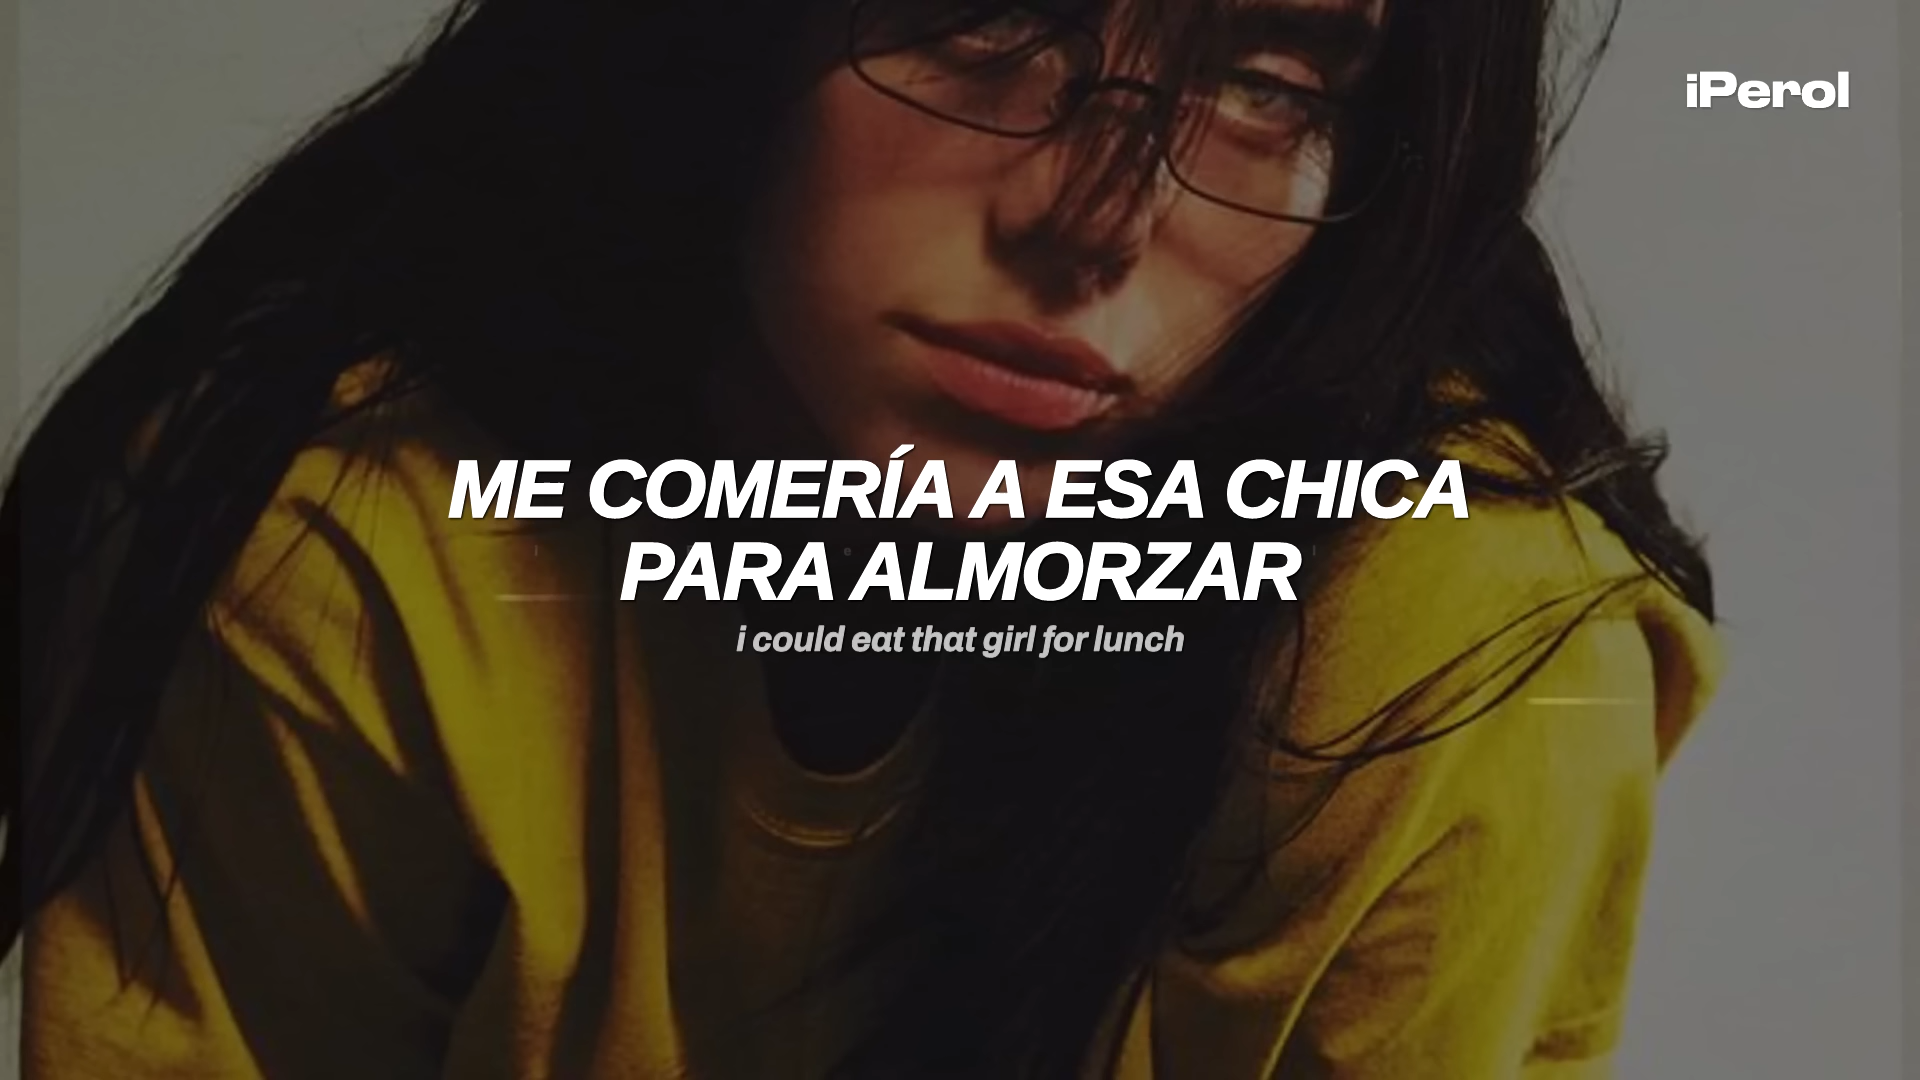 iPerol
ME COMERÍA A ESA CHICA
PARA ALMORZAR
i could eat that girl for lunch